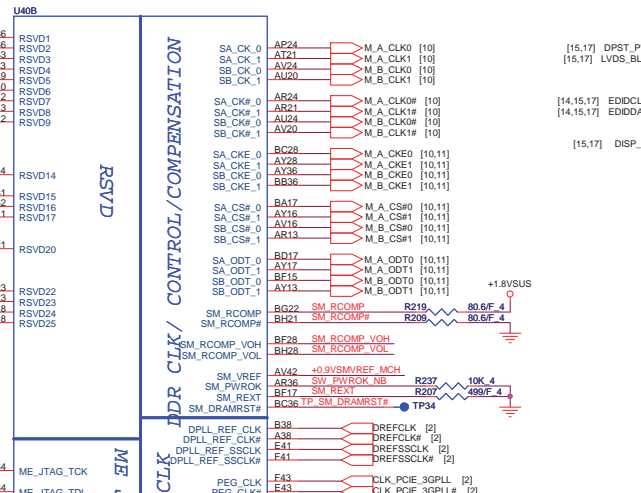 U40B
RSVD1
RSVD2
RSVD3
RSVD4
RSVD5
RSVD6
RSVD7
RSVD8
RSVD9
RSVD14
RSVD15
RSVD16
RSVD17
RSVD20
RSVD22
RSVD23
RSVD24
RSVD25
RSVD
ME_JTAG_TCK
ME
DDR CLK/ CONTROL/COMPENSATION
CLK
SA_CK_0 AP24 M_A_CLK0 [10]
SA_CK_1 AT21 M_A_CLK1 [10]
SB_CK_0 AV24 M_B_CLK0 [10]
SB_CK_1 AU20 M_B_CLK1 [10]
SA_CK#_0 AR24 M_A_CLK0# [10]
SA_CK#_1 AR21 M_A_CLK1# [10]
SB_CK#_0 AU24 M_B_CLK0# [10]
SB_CK#_1 AV20 M_B_CLK1# [10]
SA_CKE_0 BC28 M_A_CKE0 [10,11]
SA_CKE_1 AY28 M_A_CKE1 [10,11]
SB_CKE_0 AY36 M_B_CKE0 [10,11]
SB_CKE_1 BB36 M_B_CKE1 [10,11]
SA_CS#_0 BA17 M_A_CS#0 [10,11]
SA_CS#_1 AY16 M_A_CS#1 [10,11]
SB_CS#_0 AV16 M_B_CS#0 [10,11]
SB_CS#_1 AR13 M_B_CS#1 [10,11]
SA_ODT_0 BD17 M_A_ODT0 [10,11]
SA_ODT_1 AY17 M_A_ODT1 [10,11]
SB_ODT_0 BF15 M_B_ODT0 [10,11]
SB_ODT_1 AY13 M_B_ODT1 [10,11]
+1.8VSUS
SM_RCOMP BG22 SM_RCOMP R219 80.6/F_4
SM_RCOMP# BH21 SM_RCOMP# R209 80.6/F_4
SM_RCOMP_VOH BF28 SM_RCOMP_VOH
SM_RCOMP_VOL BH28 SM_RCOMP_VOL
SM_VREF AV42 +0.9VSMVREF_MCH
SM_PWROK AR36 SW_PWROK_NB R237 10K_4
SM_REXT BF17 SM_REXT R207 499/F_4
SM_DRAMRST# BC36 TP_SM_DRAMRST# TP34
DPLL_REF_CLK B38 DREFCLK [2]
DPLL_REF_CLK# A38 DREFCLK# [2]
DPLL_REF_SSCLK E41 DREFSSCLK [2]
DPLL_REF_SSCLK# F41 DREFSSCLK# [2]
PEG_CLK F43 CLK_PCIE_3GPLL [2]
PEG_CLK# E43 CLK_PCIE_3GPLL# [2]
[15,17] DPST_P
[15,17] LVDS_BL
[14,15,17] EDIDCL
[14,15,17] EDIDDA
[15,17] DISP_